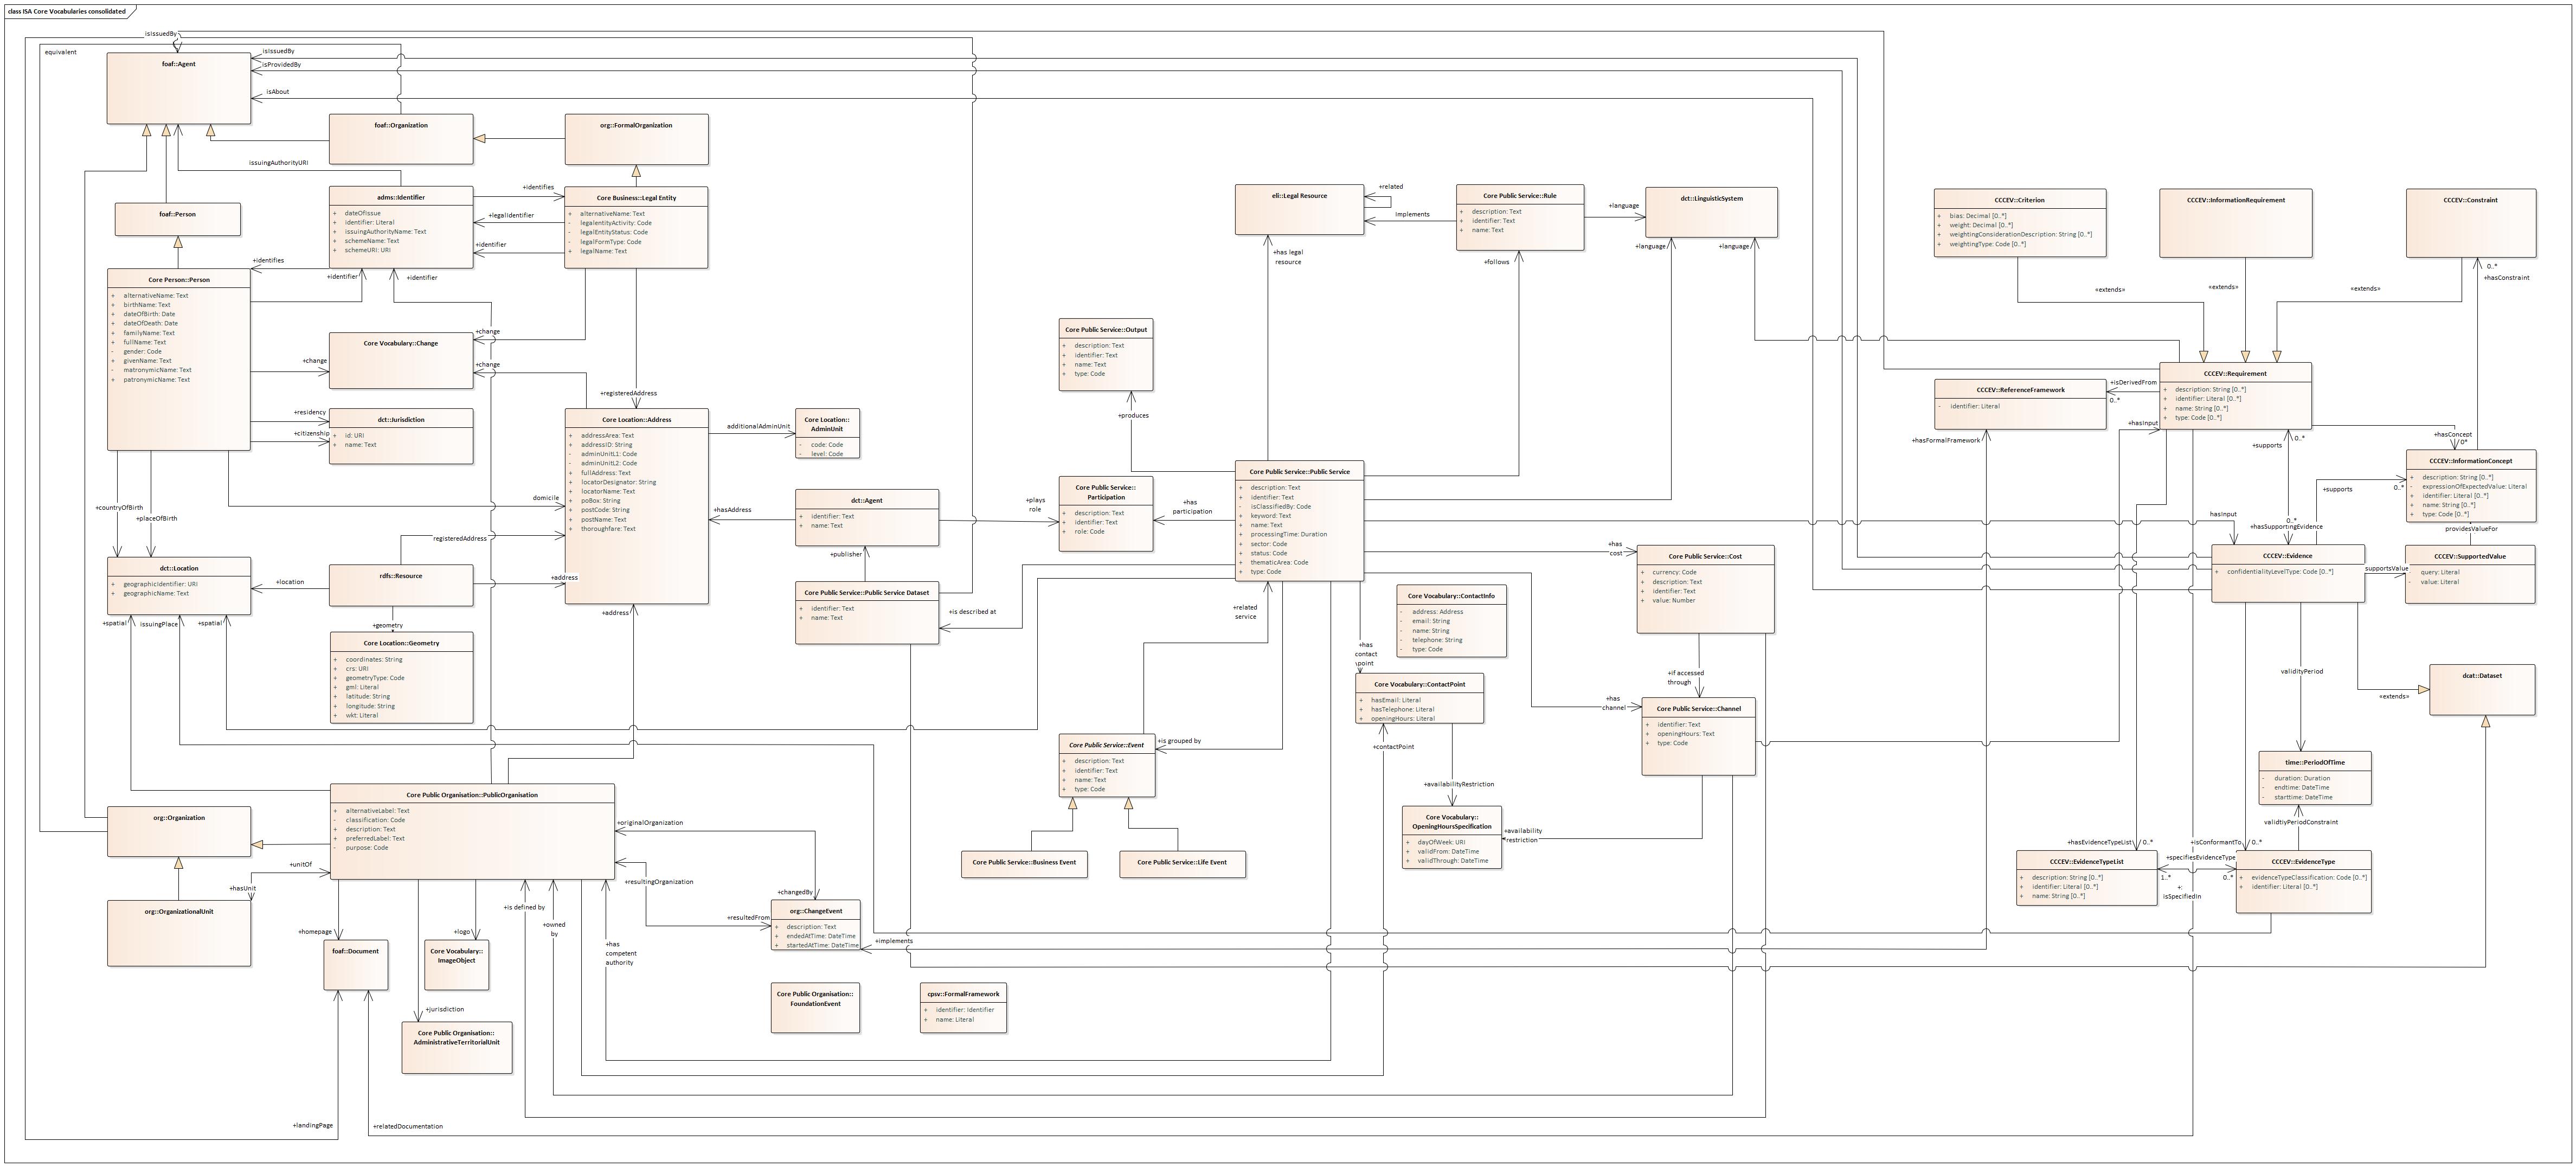 class ISA Core Vocabularies consolidated
isIssuedBy
equivalent
isIssuedBy
isProvidedBy
isAbout
foaf::Agent
foaf::Organization
org::FormalOrganization
issuingAuthorityURI
foaf::Person
adms::Identifier
+ dateOfIssue
+ identifier: Literal
+ issuingAuthorityName: Text
+ schemeName: Text
+ schemeURI: URI
+identifies
+legalIdentifier
+identifier
Core Business::Legal Entity
+ alternativeName: Text
- legalentityActivity: Code
- legalEntityStatus: Code
- legalFormType: Code
+ legalName: Text
+identifies
+identifier
+identifier
Core Person::Person
+ alternativeName: Text
+ birthName: Text
+ dateOfBirth: Date
+ dateOfDeath: Date
+ familyName: Text
+ fullName: Text
- gender: Code
+ givenName: Text
- matronymicName: Text
+ patronymicName: Text
+change
Core Vocabulary::Change
+change
+change
+residency
+citizenship
dct::Jurisdiction
+ id: URI
+ name: Text
+registeredAddress
Core Location::Address
+ addressArea: Text
+ addressID: String
- adminUnitL1: Code
- adminUnitL2: Code
+ fullAddress: Text
+ locatorDesignator: String
+ locatorName: Text
+ poBox: String
+ postCode: String
+ postName: Text
+ thoroughfare: Text
additionalAdminUnit
Core Location::
AdminUnit
- code: Code
- level: Code
domicile
+countryOfBirth
+placeOfBirth
registeredAddress
+hasAddress
dct::Agent
+ identifier: Text
+ name: Text
+publisher
Core Public Service::Public Service Dataset
+ identifier: Text
+ name: Text
dct::Location
+ geographicIdentifier: URI
+ geographicName: Text
+location
rdfs::Resource
+address
+address
+geometry
Core Location::Geometry
+ coordinates: String
+ crs: URI
+ geometryType: Code
+ gml: Literal
+ latitude: String
+ longitude: String
+ wkt: Literal
+spatial
issuingPlace
+spatial
eli::Legal Resource
+related
Implements
Core Public Service::Rule
+ description: Text
+ identifier: Text
+ name: Text
+language
dct::LinguisticSystem
+language
+language
+has legal
resource
+follows
Core Public Service::Output
+ description: Text
+ identifier: Text
+ name: Text
+ type: Code
+produces
Core Public Service::
Participation
+ description: Text
+ identifier: Text
+ role: Code
+plays
role
+has
participation
Core Public Service::Public Service
+ description: Text
+ identifier: Text
- isClassifiedBy: Code
+ keyword: Text
+ name: Text
+ processingTime: Duration
+ sector: Code
+ status: Code
+ thematicArea: Code
+ type: Code
+is described at
+related
service
+has
cost
Core Public Service::Cost
+ currency: Code
+ description: Text
+ identifier: Text
+ value: Number
Core Vocabulary::ContactInfo
- address: Address
- email: String
- name: String
- telephone: String
- type: Code
+has
contact
point
Core Vocabulary::ContactPoint
+ hasEmail: Literal
+ hasTelephone: Literal
+ openingHours: Literal
+if accessed
through
+has
channel
Core Public Service::Channel
+ identifier: Text
+ openingHours: Text
+ type: Code
+contactPoint
+availabilityRestriction
Core Vocabulary::
OpeningHoursSpecification
+ dayOfWeek: URI
+ validFrom: DateTime
+ validThrough: DateTime
+availability
restriction
Core Public Service::Event
+ description: Text
+ identifier: Text
+ name: Text
+ type: Code
+is grouped by
Core Public Service::Business Event
Core Public Service::Life Event
CCCEV::Criterion
+ bias: Decimal [0..*]
+ weight: Decimal [0..*]
+ weightingConsiderationDescription: String [0..*]
+ weightingType: Code [0..*]
CCCEV::InformationRequirement
CCCEV::Constraint
0..*
+hasConstraint
«extends»
«extends»
«extends»
CCCEV::Requirement
+ description: String [0..*]
+ identifier: Literal [0..*]
+ name: String [0..*]
+ type: Code [0..*]
+isDerivedFrom
0..*
CCCEV::ReferenceFramework
- identifier: Literal
+hasFormalFramework
+hasInput
+supports
0..*
+hasConcept
0*
CCCEV::InformationConcept
+ description: String [0..*]
- expressionOfExpectedValue: Literal
+ identifier: Literal [0..*]
+ name: String [0..*]
+ type: Code [0..*]
+supports
0..*
hasInput
0..*
+hasSupportingEvidence
providesValueFor
CCCEV::Evidence
+ confidentialityLevelType: Code [0..*]
supportsValue
CCCEV::SupportedValue
- query: Literal
- value: Literal
validityPeriod
«extends»
dcat::Dataset
time::PeriodOfTime
- duration: Duration
- endtime: DateTime
- starttime: DateTime
validtiyPeriodConstraint
+hasEvidenceTypeList
0..*
+isConformantTo
0..*
CCCEV::EvidenceTypeList
+ description: String [0..*]
+ identifier: Literal [0..*]
+ name: String [0..*]
+specifiesEvidenceType
1..*
0..*
+:
isSpecifiedIn
CCCEV::EvidenceType
+ evidenceTypeClassification: Code [0..*]
+ identifier: Literal [0..*]
org::Organization
Core Public Organisation::PublicOrganisation
+ alternativeLabel: Text
- classification: Code
+ description: Text
+ preferredLabel: Text
- purpose: Code
+unitOf
+hasUnit
org::OrganizationalUnit
+originalOrganization
+resultingOrganization
+changedBy
+resultedFrom
org::ChangeEvent
+ description: Text
+ endedAtTime: DateTime
+ startedAtTime: DateTime
+implements
+homepage
foaf::Document
+logo
Core Vocabulary::
ImageObject
+jurisdiction
Core Public Organisation::
AdministrativeTerritorialUnit
+is defined by
+owned
by
+has
competent
authority
Core Public Organisation::
FoundationEvent
cpsv::FormalFramework
+ identifier: Identifier
+ name: Literal
+landingPage
+relatedDocumentation